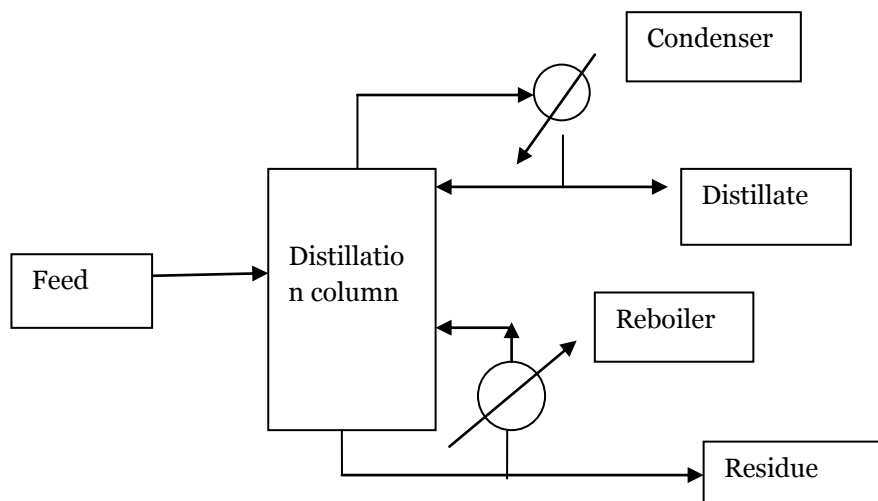 Condenser
Distillate
Feed
Distillatio
n column
Reboiler
Residue